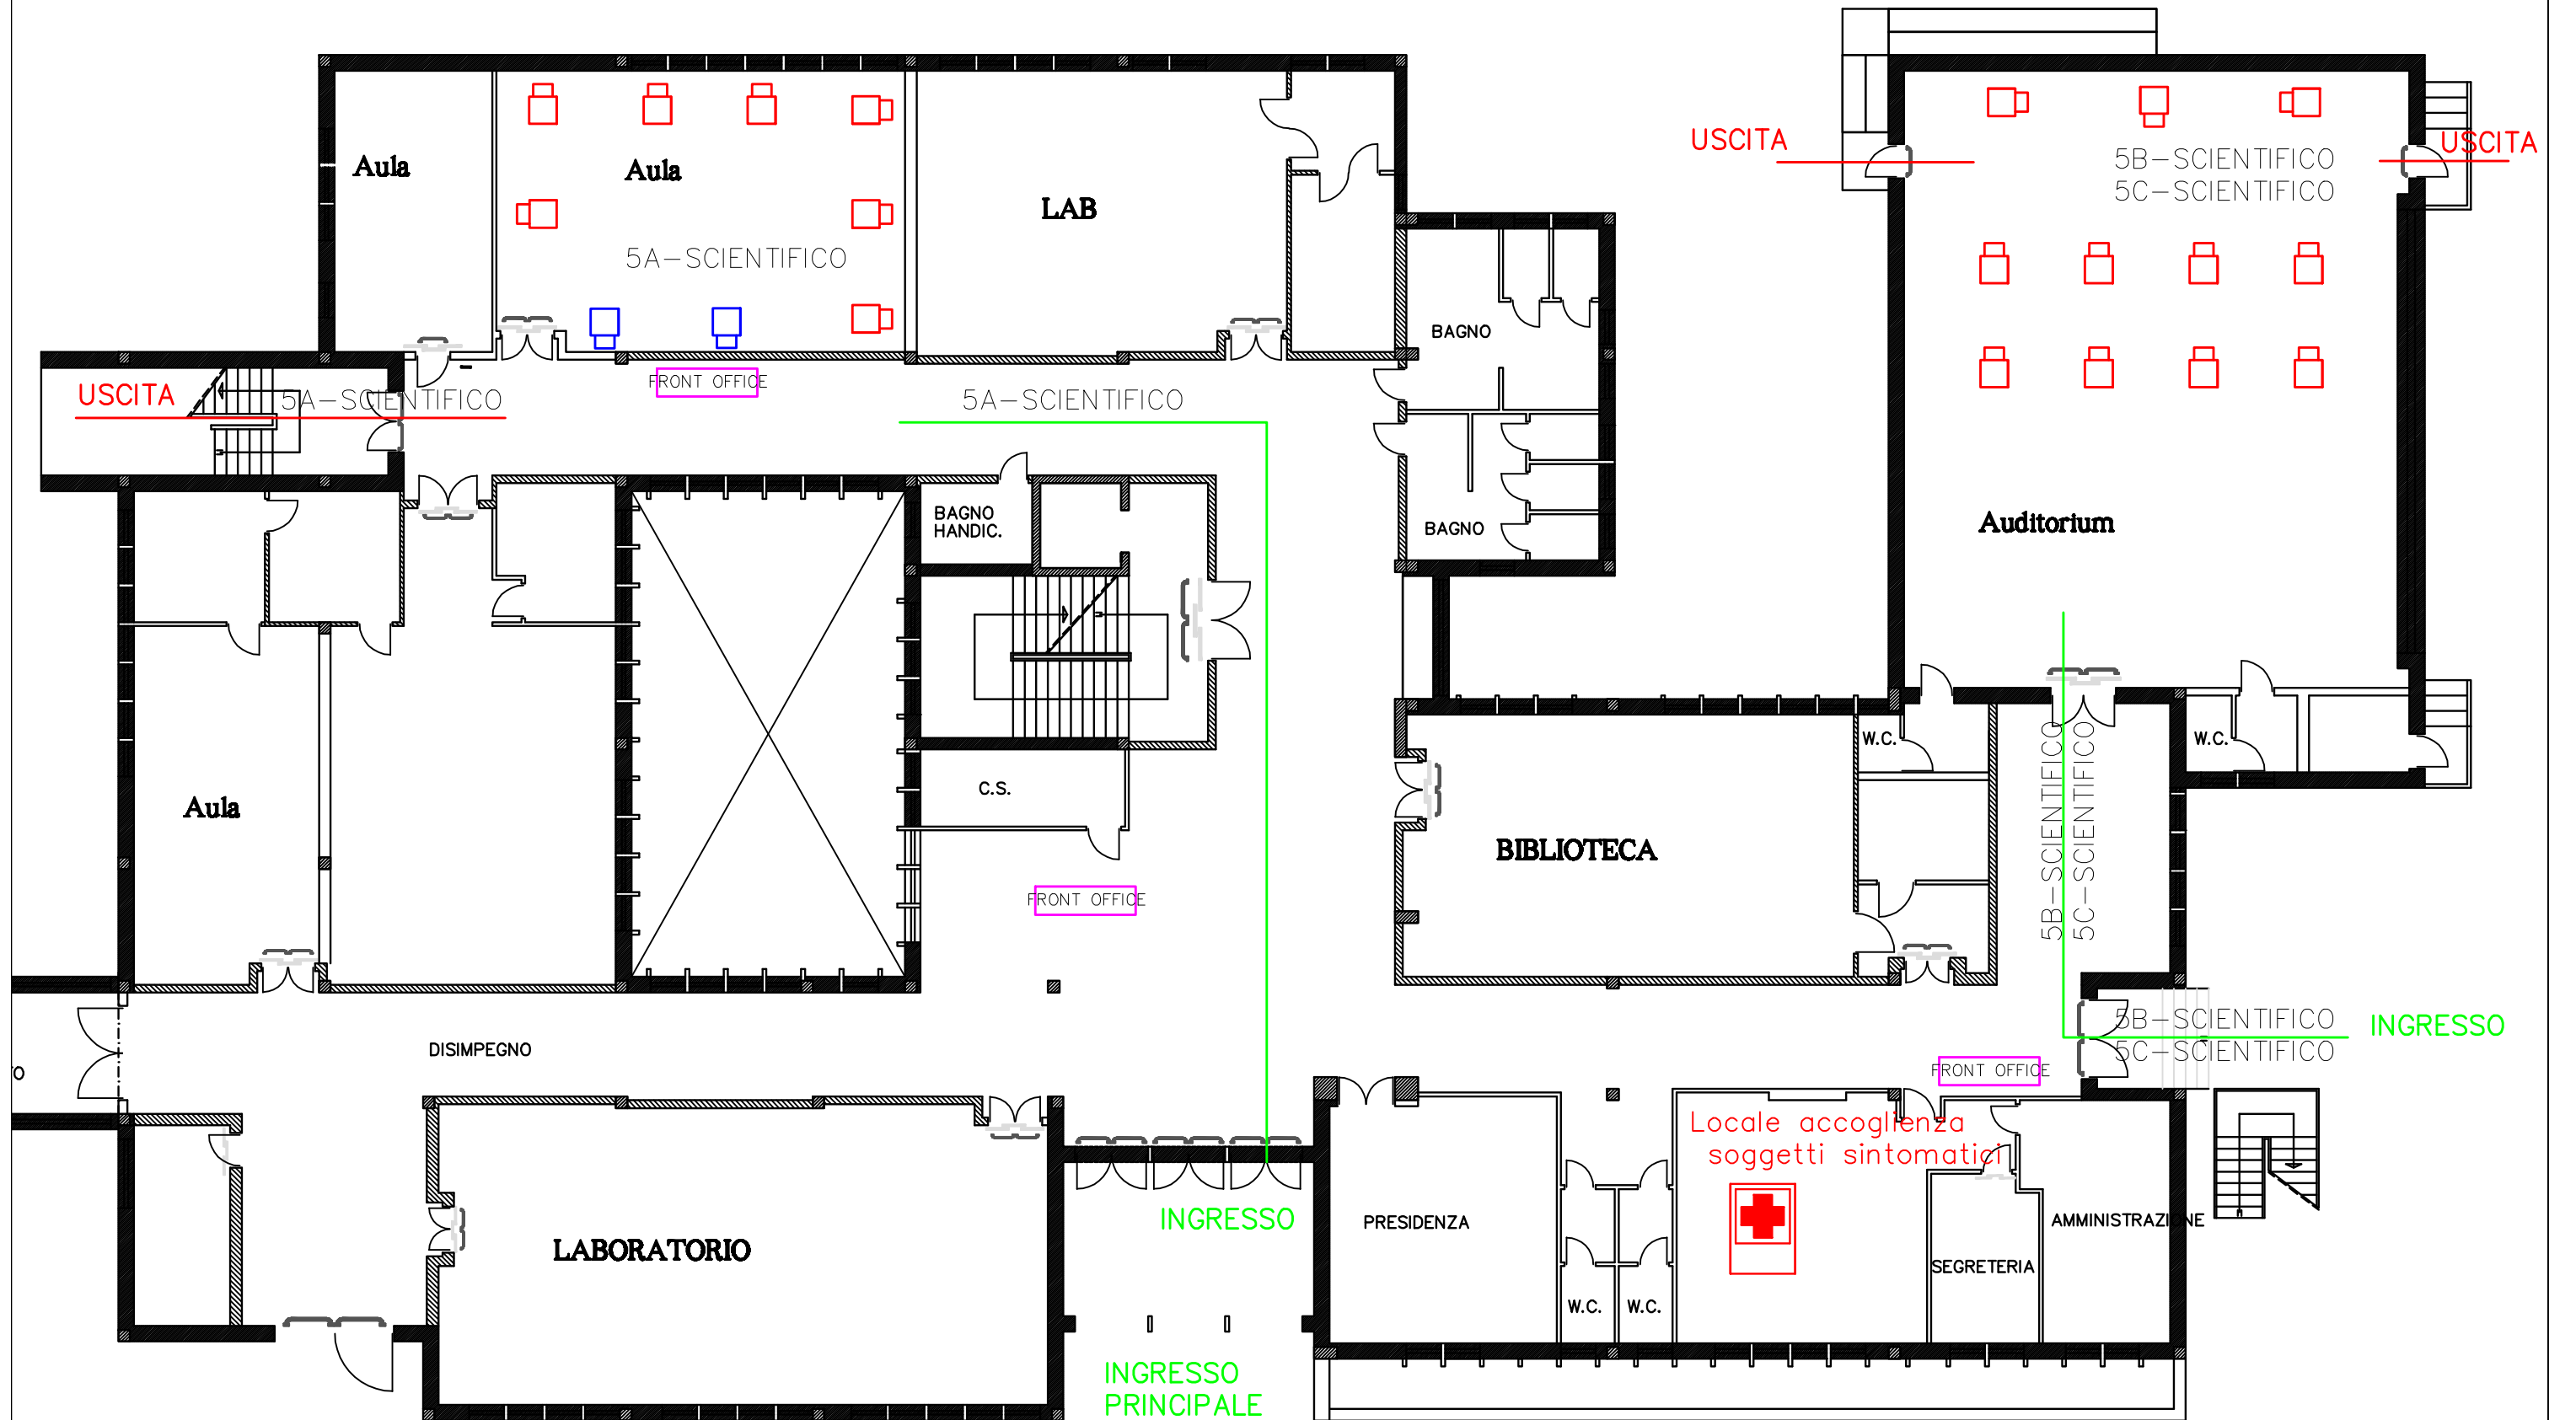 USCITA
USCITA
5B-SCIENTIFICO
5C-SCIENTIFICO
Aula
Aula
LAB
5A-SCIENTIFICO
BAGNO
FRONT OFFICE
USCITA
5A-SCIENTIFICO
5A-SCIENTIFICO
BAGNO
HANDIC.
BAGNO
Auditorium
W.C.
W.C.
5B-SCIENTIFICO
5C-SCIENTIFICO
C.S.
Aula
BIBLIOTECA
FRONT OFFICE
5B-SCIENTIFICO
5C-SCIENTIFICO
INGRESSO
DISIMPEGNO
FRONT OFFICE
Locale accoglienza
soggetti sintomatici
INGRESSO
PRESIDENZA
AMMINISTRAZIONE
LABORATORIO
SEGRETERIA
W.C.
W.C.
INGRESSO
PRINCIPALE